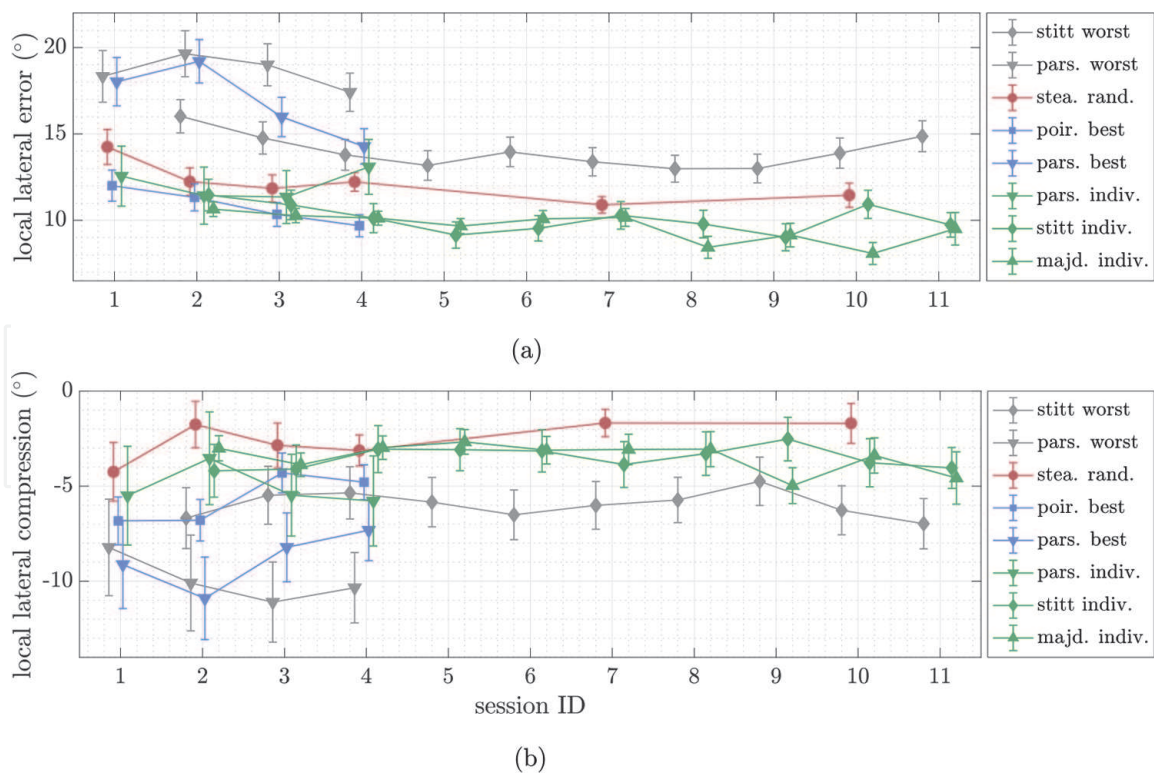 local lateral error (°)
20
15
10
1 2 3 4 5 6 7 8 9 10 11
stitt worst
pars. worst
stea. rand.
poir. best
pars. best
pars. indiv.
stitt indiv.
majd. indiv.
(a)
local lateral compression (°)
0
-5
-10
1 2 3 4 5 6 7 8 9 10 11
session ID
stitt worst
pars. worst
stea. rand.
poir. best
pars. best
pars. indiv.
stitt indiv.
majd. indiv.
(b)